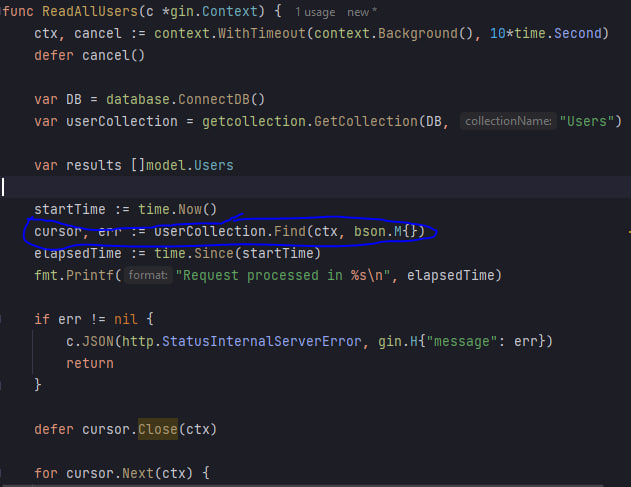 func ReadAllUsers(c *gin.Context) { 1 usage new *
ctx, cancel := context.WithTimeout(context.Background(), 10*time.Second)
defer cancel()
var DB = database.ConnectDB()
var userCollection = getcollection.GetCollection(DB, collectionName: "Users")
var results []model.Users
startTime := time.Now()
cursor, err := userCollection.Find(ctx, bson.M{})
elapsedTime := time.Since(startTime)
fmt.Printf( format: "Request processed in %s\n", elapsedTime)
if err != nil {
c.JSON(http.StatusInternalServerError, gin.H{"message": err})
return
}
defer cursor.Close(ctx)
for cursor.Next(ctx) {